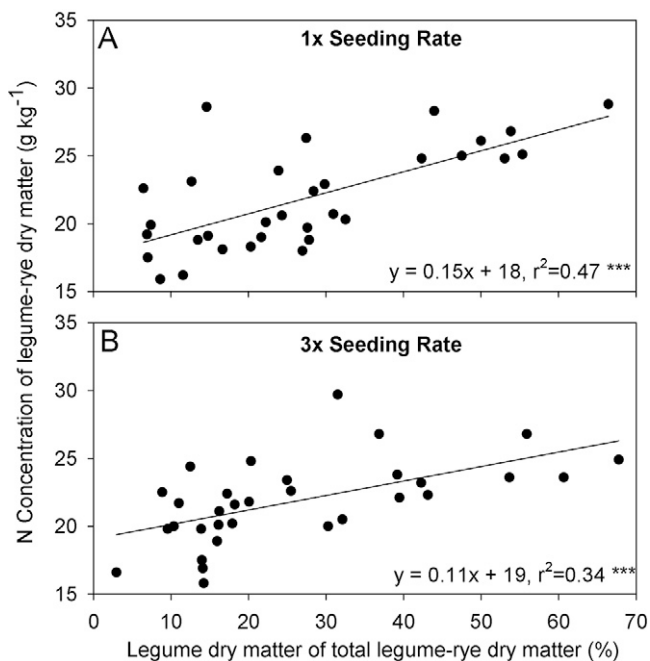 N Concentration of legume-rye dry matter (g kg⁻¹)
A
1x Seeding Rate
35
30
25
20
15
y = 0.15x + 18, r²=0.47 ***
B
3x Seeding Rate
35
30
25
20
15
y = 0.11x + 19, r²=0.34 ***
0 10 20 30 40 50 60 70
Legume dry matter of total legume-rye dry matter (%)